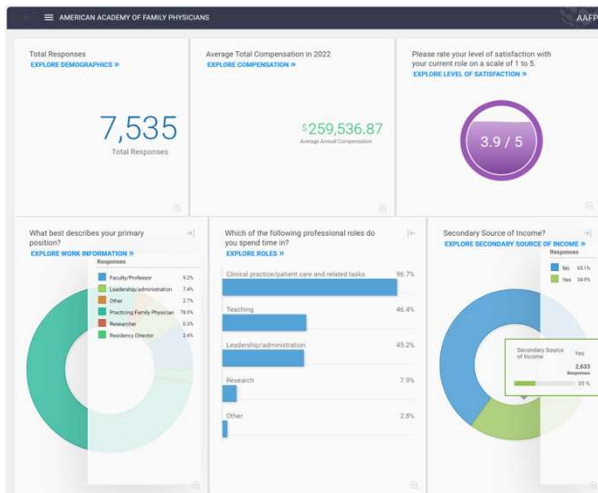 AMERICAN ACADEMY OF FAMILY PHYSICIANS
AAFP
Total Responses
EXPLORE DEMOGRAPHICS »
7,535
Total Responses
Average Total Compensation in 2022
EXPLORE COMPENSATION »
$259,536.87
Average Annual Compensation
Please rate your level of satisfaction with
your current role on a scale of 1 to 5.
EXPLORE LEVEL OF SATISFACTION »
3.9 / 5
What best describes your primary
position?
EXPLORE WORK INFORMATION »
Responses
Faculty/Professor 9.2%
Leadership/administration 7.4%
Other 2.7%
Practicing Family Physician 78.0%
Researcher 0.3%
Residency Director 2.4%
Which of the following professional roles do
you spend time in?
EXPLORE ROLES »
Clinical practice/patient care and related tasks 96.7%
Teaching 46.4%
Leadership/administration 45.2%
Research 7.9%
Other 2.8%
Secondary Source of Income?
EXPLORE SECONDARY SOURCE OF INCOME »
Responses
No 65.1%
Yes 34.9%
Secondary Source
of Income Yes
2,633
Responses
35 %